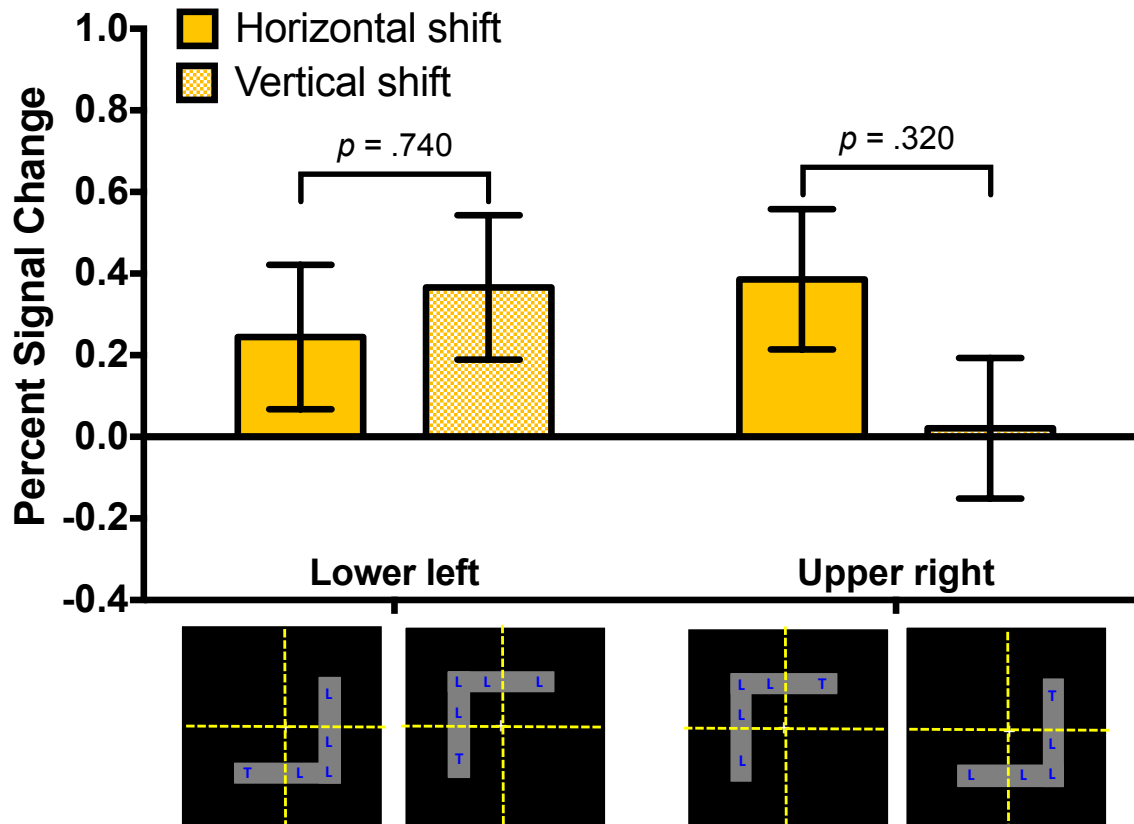 Horizontal shift
Vertical shift
Percent Signal Change
1.0
0.8
0.6
0.4
0.2
0.0
-0.2
-0.4
p = .740
p = .320
Lower left
Upper right
L
L
T L L
L L L
L
T
L L T
L
L
T
L
L L L